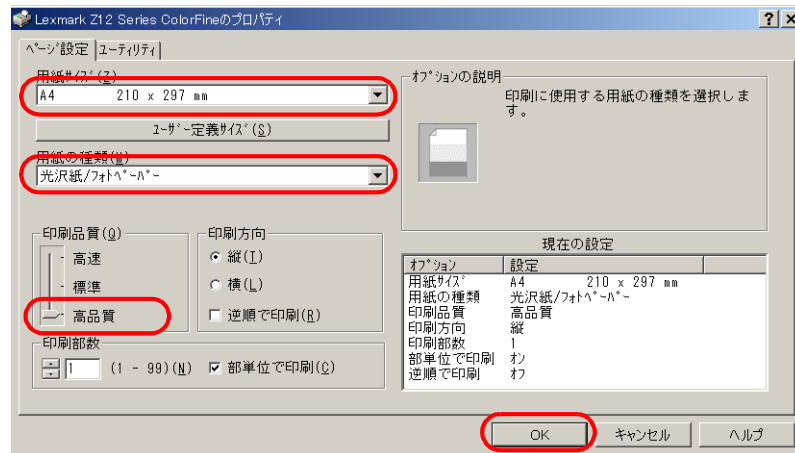 Lexmark Z12 Series ColorFineのプロパティ
ﾍﾟｰｼﾞ設定 ﾕｰﾃｨﾘﾃｨ
用紙ｻｲｽﾞ(Z)
A4 210 x 297 mm
ﾕｰｻﾞｰ定義ｻｲｽﾞ(S)
用紙の種類(M)
光沢紙/ﾌｫﾄﾍﾟｰﾊﾟｰ
ｵﾌﾟｼｮﾝの説明
印刷に使用する用紙の種類を選択しま
す。
印刷品質(Q)
高速
標準
高品質
印刷方向
縦(I)
横(L)
逆順で印刷(R)
印刷部数
1 (1 - 99)(N) 部単位で印刷(C)
現在の設定
ｵﾌﾟｼｮﾝ 設定
用紙ｻｲｽﾞ A4 210 x 297 mm
用紙の種類 光沢紙/ﾌｫﾄﾍﾟｰﾊﾟｰ
印刷品質 高品質
印刷方向 縦
印刷部数 1
部単位で印刷 ｵﾝ
逆順で印刷 ｵﾌ
OK キャンセル ヘルプ